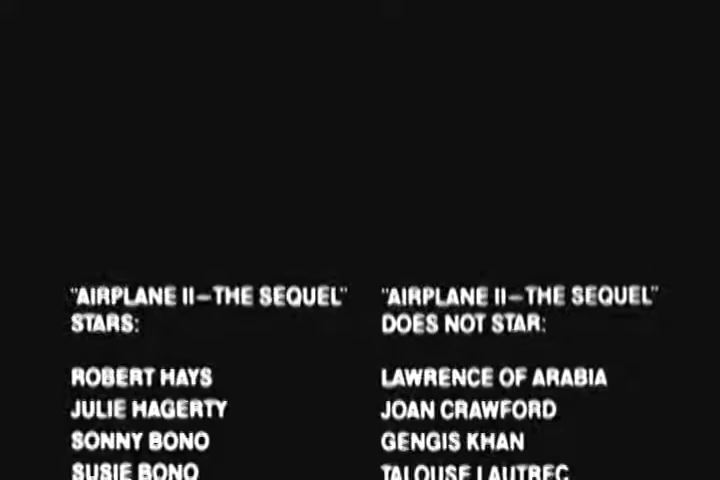 "AIRPLANE II–THE SEQUEL"
STARS:
ROBERT HAYS
JULIE HAGERTY
SONNY BONO
SUSIE BONO
"AIRPLANE II–THE SEQUEL"
DOES NOT STAR:
LAWRENCE OF ARABIA
JOAN CRAWFORD
GENGIS KHAN
TALOUSE LAUTREC